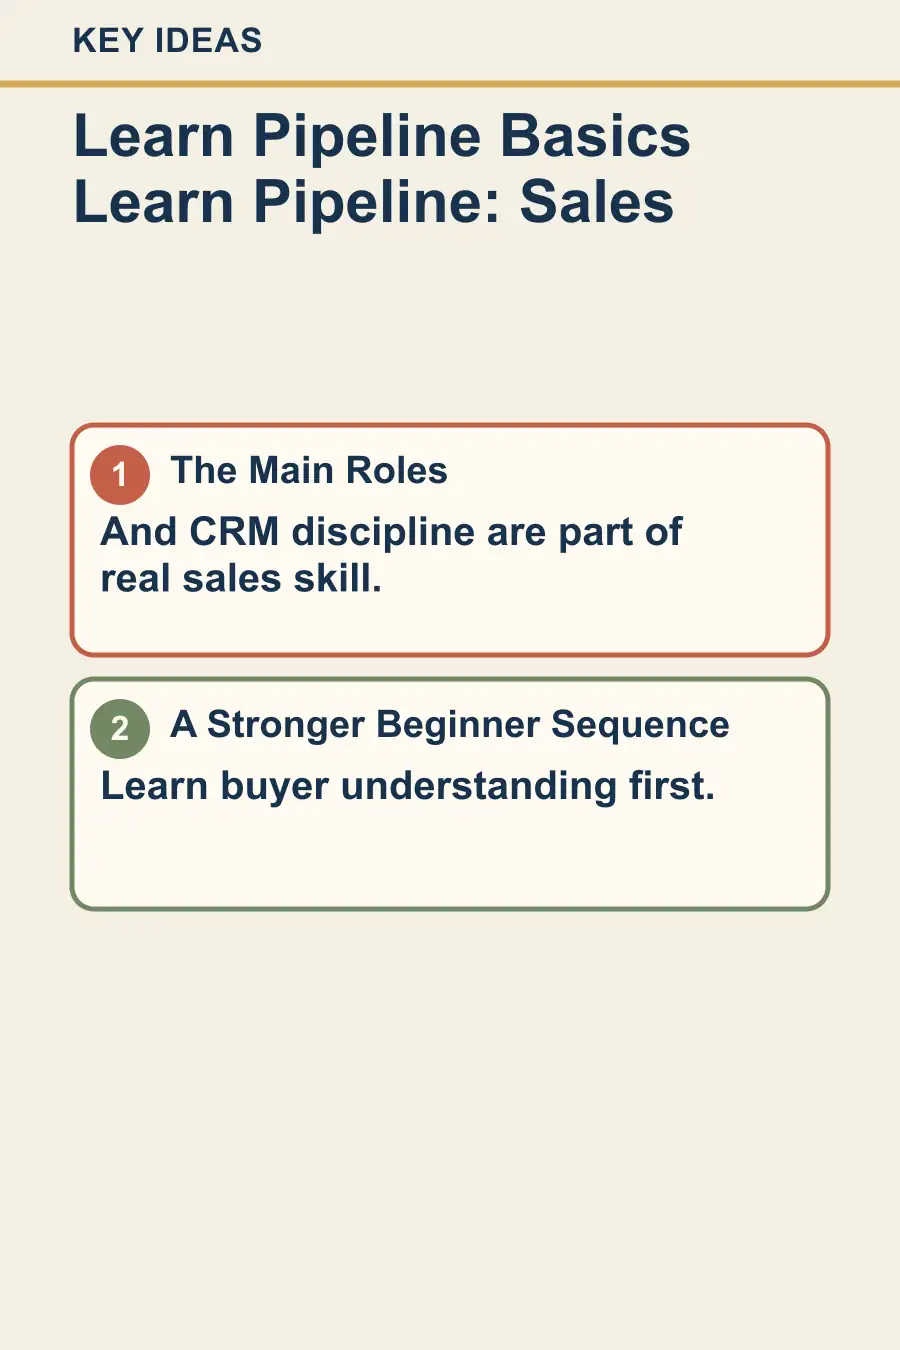 KEY IDEAS
Learn Pipeline Basics
Learn Pipeline: Sales
1 The Main Roles
And CRM discipline are part of
real sales skill.
2 A Stronger Beginner Sequence
Learn buyer understanding first.